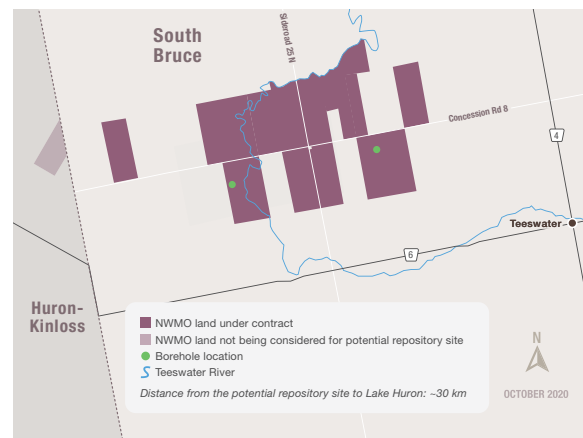 South
Bruce
Sideroad 25 N
Concession Rd 8
4
Teeswater
6
Huron-
Kinloss
NWMO land under contract
NWMO land not being considered for potential repository site
Borehole location
Teeswater River
Distance from the potential repository site to Lake Huron: ~30 km
N
OCTOBER 2020